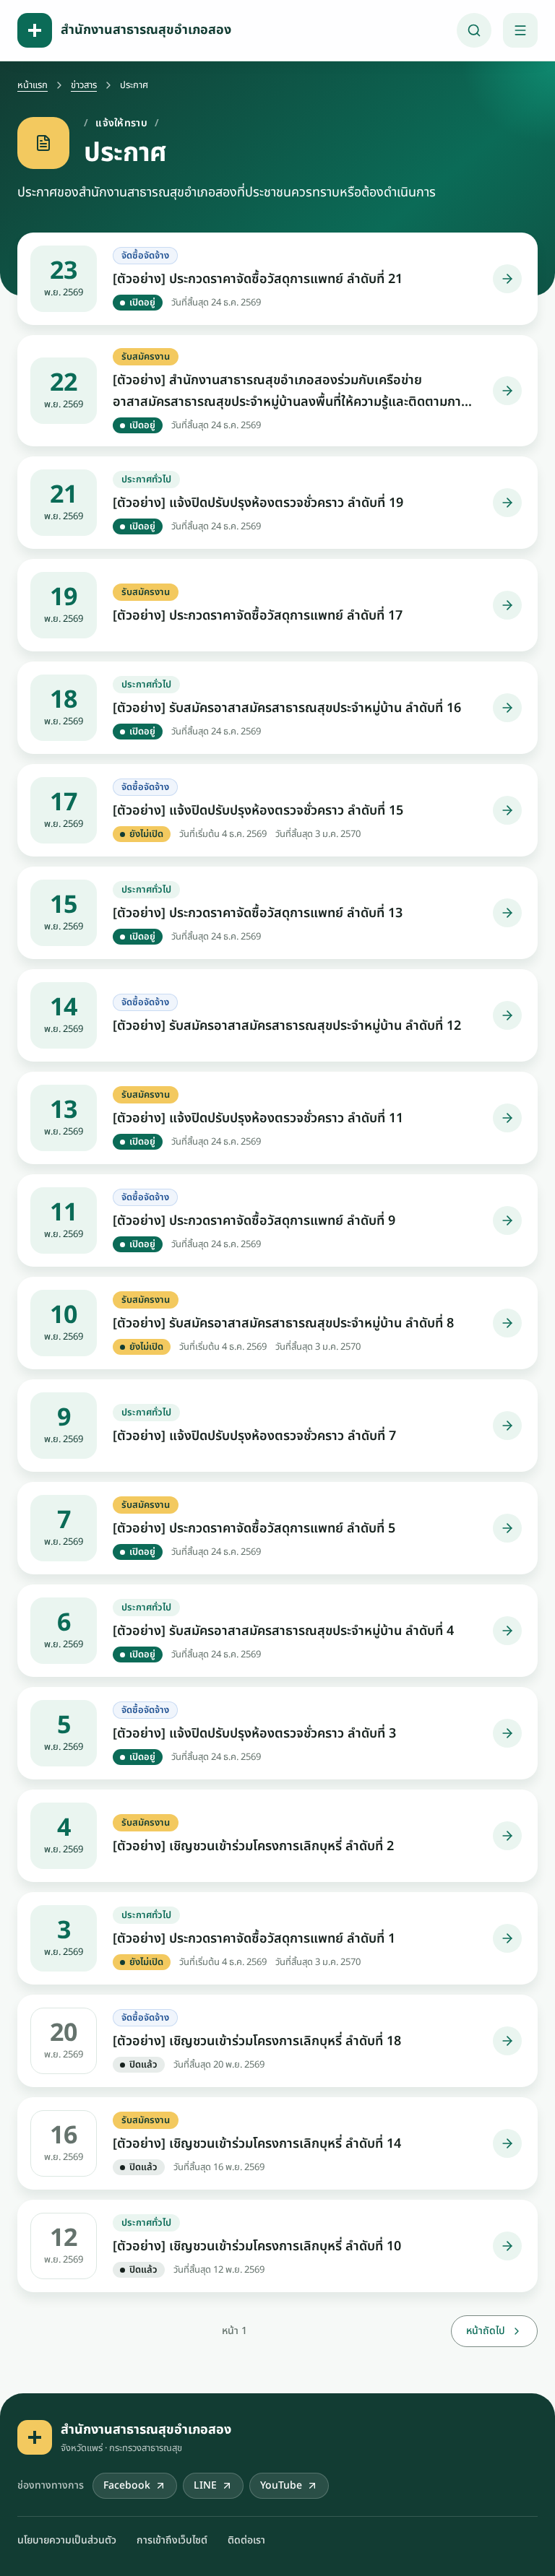 สำนักงานสาธารณสุขอำเภอสอง
หน้าแรก > ข่าวสาร > ประกาศ
/ แจ้งให้ทราบ /
ประกาศ
ประกาศของสำนักงานสาธารณสุขอำเภอสองที่ประชาชนควรทราบหรือต้องดำเนินการ
23
พ.ย. 2569
จัดซื้อจัดจ้าง
[ตัวอย่าง] ประกวดราคาจัดซื้อวัสดุการแพทย์ ลำดับที่ 21
เปิดอยู่ วันที่สิ้นสุด 24 ธ.ค. 2569
22
พ.ย. 2569
รับสมัครงาน
[ตัวอย่าง] สำนักงานสาธารณสุขอำเภอสองร่วมกับเครือข่าย
อาสาสมัครสาธารณสุขประจำหมู่บ้านลงพื้นที่ให้ความรู้และติดตามกา...
เปิดอยู่ วันที่สิ้นสุด 24 ธ.ค. 2569
21
พ.ย. 2569
ประกาศทั่วไป
[ตัวอย่าง] แจ้งปิดปรับปรุงห้องตรวจชั่วคราว ลำดับที่ 19
เปิดอยู่ วันที่สิ้นสุด 24 ธ.ค. 2569
19
พ.ย. 2569
รับสมัครงาน
[ตัวอย่าง] ประกวดราคาจัดซื้อวัสดุการแพทย์ ลำดับที่ 17
18
พ.ย. 2569
ประกาศทั่วไป
[ตัวอย่าง] รับสมัครอาสาสมัครสาธารณสุขประจำหมู่บ้าน ลำดับที่ 16
เปิดอยู่ วันที่สิ้นสุด 24 ธ.ค. 2569
17
พ.ย. 2569
จัดซื้อจัดจ้าง
[ตัวอย่าง] แจ้งปิดปรับปรุงห้องตรวจชั่วคราว ลำดับที่ 15
ยังไม่เปิด วันที่เริ่มต้น 4 ธ.ค. 2569 วันที่สิ้นสุด 3 ม.ค. 2570
15
พ.ย. 2569
ประกาศทั่วไป
[ตัวอย่าง] ประกวดราคาจัดซื้อวัสดุการแพทย์ ลำดับที่ 13
เปิดอยู่ วันที่สิ้นสุด 24 ธ.ค. 2569
14
พ.ย. 2569
จัดซื้อจัดจ้าง
[ตัวอย่าง] รับสมัครอาสาสมัครสาธารณสุขประจำหมู่บ้าน ลำดับที่ 12
13
พ.ย. 2569
รับสมัครงาน
[ตัวอย่าง] แจ้งปิดปรับปรุงห้องตรวจชั่วคราว ลำดับที่ 11
เปิดอยู่ วันที่สิ้นสุด 24 ธ.ค. 2569
11
พ.ย. 2569
จัดซื้อจัดจ้าง
[ตัวอย่าง] ประกวดราคาจัดซื้อวัสดุการแพทย์ ลำดับที่ 9
เปิดอยู่ วันที่สิ้นสุด 24 ธ.ค. 2569
10
พ.ย. 2569
รับสมัครงาน
[ตัวอย่าง] รับสมัครอาสาสมัครสาธารณสุขประจำหมู่บ้าน ลำดับที่ 8
ยังไม่เปิด วันที่เริ่มต้น 4 ธ.ค. 2569 วันที่สิ้นสุด 3 ม.ค. 2570
9
พ.ย. 2569
ประกาศทั่วไป
[ตัวอย่าง] แจ้งปิดปรับปรุงห้องตรวจชั่วคราว ลำดับที่ 7
7
พ.ย. 2569
รับสมัครงาน
[ตัวอย่าง] ประกวดราคาจัดซื้อวัสดุการแพทย์ ลำดับที่ 5
เปิดอยู่ วันที่สิ้นสุด 24 ธ.ค. 2569
6
พ.ย. 2569
ประกาศทั่วไป
[ตัวอย่าง] รับสมัครอาสาสมัครสาธารณสุขประจำหมู่บ้าน ลำดับที่ 4
เปิดอยู่ วันที่สิ้นสุด 24 ธ.ค. 2569
5
พ.ย. 2569
จัดซื้อจัดจ้าง
[ตัวอย่าง] แจ้งปิดปรับปรุงห้องตรวจชั่วคราว ลำดับที่ 3
เปิดอยู่ วันที่สิ้นสุด 24 ธ.ค. 2569
4
พ.ย. 2569
รับสมัครงาน
[ตัวอย่าง] เชิญชวนเข้าร่วมโครงการเลิกบุหรี่ ลำดับที่ 2
3
พ.ย. 2569
ประกาศทั่วไป
[ตัวอย่าง] ประกวดราคาจัดซื้อวัสดุการแพทย์ ลำดับที่ 1
ยังไม่เปิด วันที่เริ่มต้น 4 ธ.ค. 2569 วันที่สิ้นสุด 3 ม.ค. 2570
20
พ.ย. 2569
จัดซื้อจัดจ้าง
[ตัวอย่าง] เชิญชวนเข้าร่วมโครงการเลิกบุหรี่ ลำดับที่ 18
ปิดแล้ว วันที่สิ้นสุด 20 พ.ย. 2569
16
พ.ย. 2569
รับสมัครงาน
[ตัวอย่าง] เชิญชวนเข้าร่วมโครงการเลิกบุหรี่ ลำดับที่ 14
ปิดแล้ว วันที่สิ้นสุด 16 พ.ย. 2569
12
พ.ย. 2569
ประกาศทั่วไป
[ตัวอย่าง] เชิญชวนเข้าร่วมโครงการเลิกบุหรี่ ลำดับที่ 10
ปิดแล้ว วันที่สิ้นสุด 12 พ.ย. 2569
หน้า 1 หน้าถัดไป
สำนักงานสาธารณสุขอำเภอสอง
จังหวัดแพร่ · กระทรวงสาธารณสุข
ช่องทางทางการ Facebook LINE YouTube
นโยบายความเป็นส่วนตัว การเข้าถึงเว็บไซต์ ติดต่อเรา